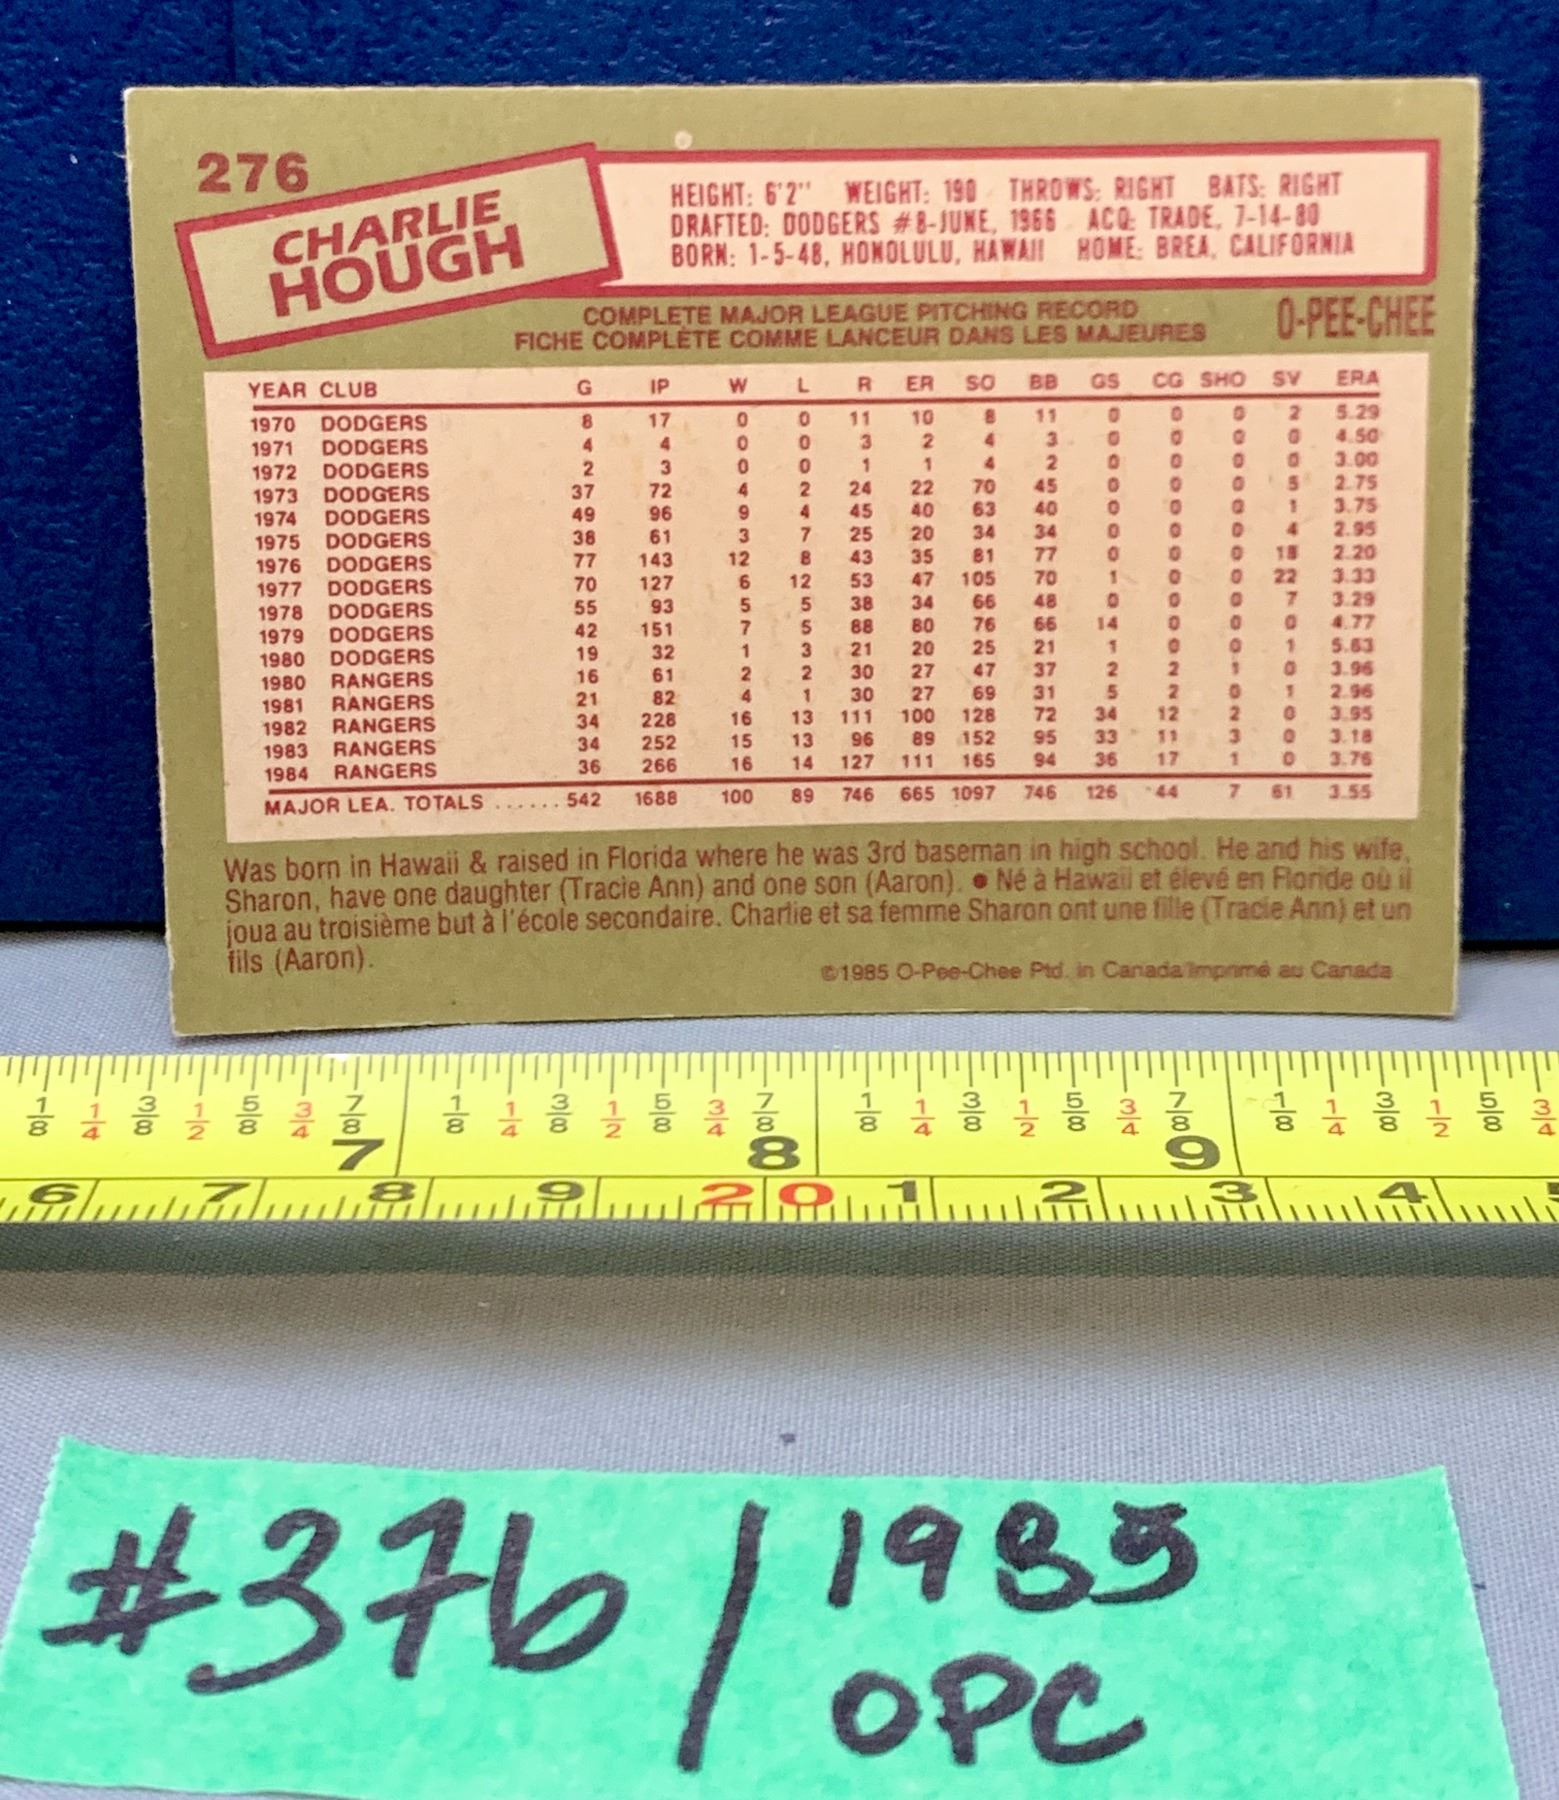 276
CHARLIE
HOUGH
HEIGHT: 6'2" WEIGHT: 190 THROWS: RIGHT BATS: RIGHT
DRAFTED: DODGERS #8-JUNE, 1966 ACQ: TRADE, 7-14-80
BORN: 1-5-48, HONOLULU, HAWAII HOME: BREA, CALIFORNIA
COMPLETE MAJOR LEAGUE PITCHING RECORD
FICHE COMPLÈTE COMME LANCEUR DANS LES MAJEURES
O-PEE-CHEE
YEAR CLUB G IP W L R ER SO BB GS CG SHO SV ERA
1970 DODGERS 8 17 0 0 11 10 8 11 0 0 0 2 5.29
1971 DODGERS 4 4 0 0 3 2 4 3 0 0 0 0 4.50
1972 DODGERS 2 3 0 0 1 1 4 2 0 0 0 0 3.00
1973 DODGERS 37 72 4 2 24 22 70 45 0 0 0 5 2.75
1974 DODGERS 49 96 9 4 45 40 63 40 0 0 0 1 3.75
1975 DODGERS 38 61 3 7 25 20 34 34 0 0 0 4 2.95
1976 DODGERS 77 143 12 8 43 35 81 77 0 0 0 18 2.20
1977 DODGERS 70 127 6 12 53 47 105 70 1 0 0 22 3.33
1978 DODGERS 55 93 5 5 38 34 66 48 0 0 0 7 3.29
1979 DODGERS 42 151 7 5 88 80 76 66 14 0 0 0 4.77
1980 DODGERS 19 32 1 3 21 20 25 21 1 0 0 1 5.63
1980 RANGERS 16 61 2 2 30 27 47 37 2 2 1 0 3.96
1981 RANGERS 21 82 4 1 30 27 69 31 5 2 0 1 2.96
1982 RANGERS 34 228 16 13 111 100 128 72 34 12 2 0 3.95
1983 RANGERS 34 252 15 13 96 89 152 95 33 11 3 0 3.18
1984 RANGERS 36 266 16 14 127 111 165 94 36 17 1 0 3.76
MAJOR LEA. TOTALS ...... 542 1688 100 89 746 665 1097 746 126 44 7 61 3.55
Was born in Hawaii & raised in Florida where he was 3rd baseman in high school. He and his wife,
Sharon, have one daughter (Tracie Ann) and one son (Aaron). ● Né à Hawaii et élevé en Floride où il
joua au troisième but à l'école secondaire. Charlie et sa femme Sharon ont une fille (Tracie Ann) et un
fils (Aaron).
©1985 O-Pee-Chee Ptd. in Canada/Imprimé au Canada
1/8 1/4 3/8 1/2 5/8 3/4 7/8 1/8 1/4 3/8 1/2 5/8 3/4 7/8 1/8 1/4 3/8 1/2 5/8 3/4 7/8 1/8 1/4 3/8 1/2 5/8 3/4
7 8 9
6 7 8 9 20 1 2 3 4 5
#376 / 1985
OPC